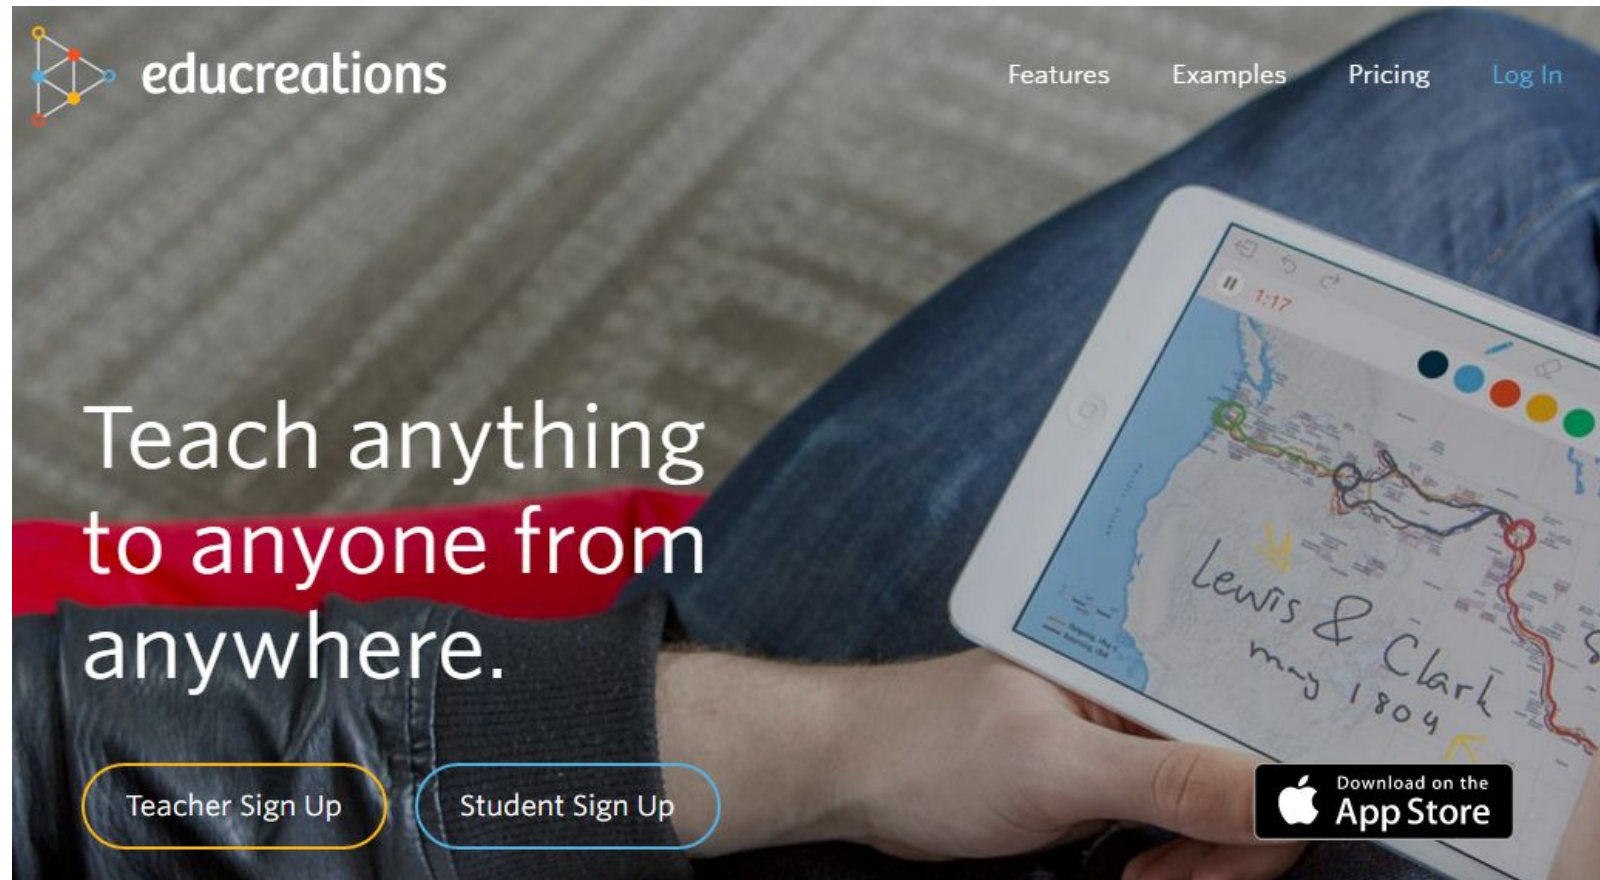 educreations
Features Examples Pricing Log In
1:17
Teach anything
to anyone from
anywhere.
Lewis & Clark
may 1804
Teacher Sign Up Student Sign Up
Download on the
App Store